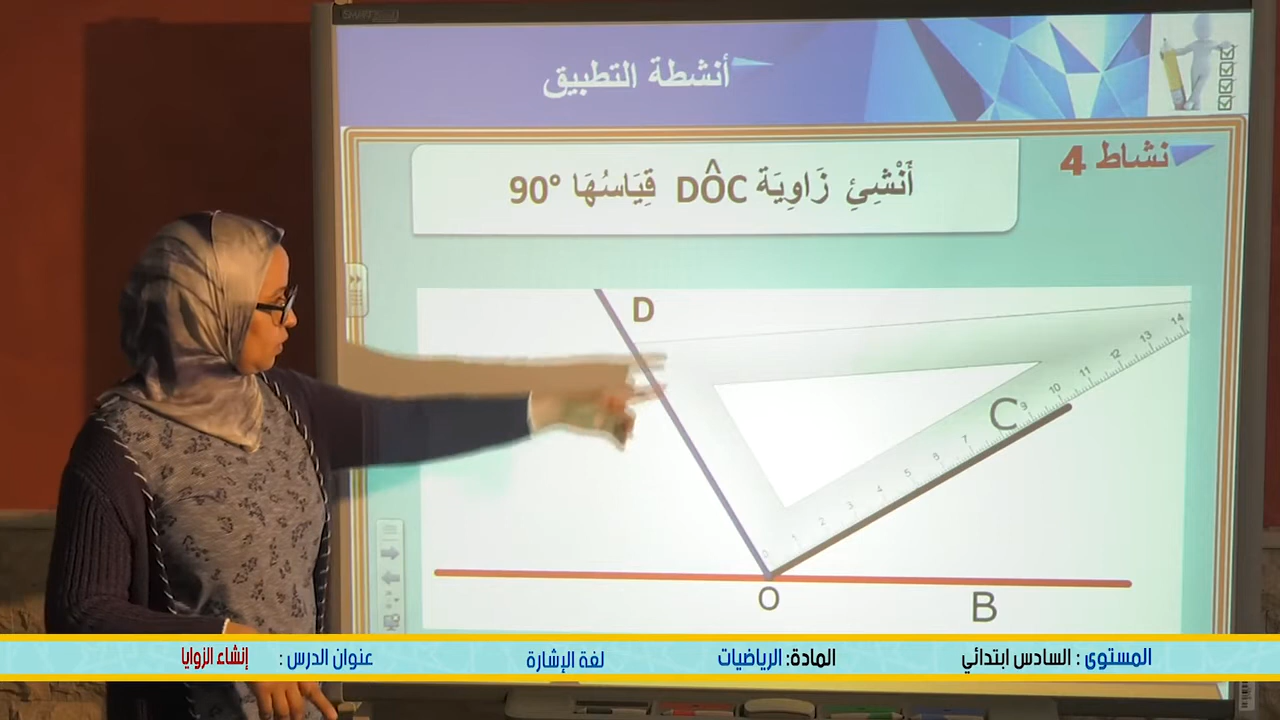 أنشطة التطبيق
نشاط 4
أَنْشِئِ زَاوِيَة DÔC قِيَاسُهَا 90°
D
C
0 1 2 3 4 5 6 7 9 10 11 12 13 14
O
B
المستوى : السادس ابتدائي المادة: الرياضيات لغة الإشارة عنوان الدرس : إنشاء الزوايا